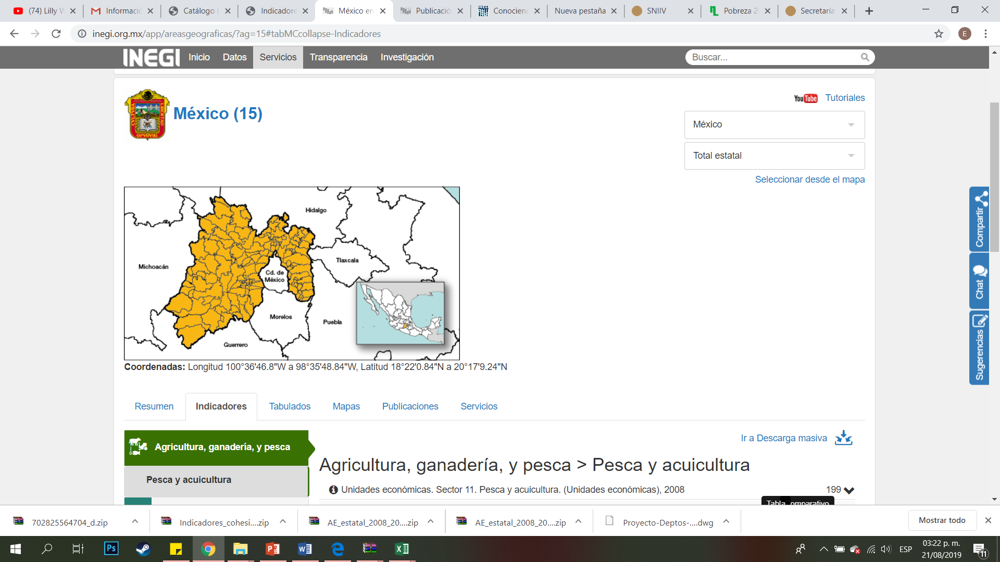 (74) Lilly W
Informació
Catálogo
Indicadore
México en
Publicació
Conocien
Nueva pestaña
SNIIV
Pobreza 2
Secretaría
inegi.org.mx/app/areasgeograficas/?ag=15#tabMCcollapse-Indicadores
E
INEGI
Inicio
Datos
Servicios
Transparencia
Investigación
Buscar...
México (15)
YouTube
Tutoriales
México
Total estatal
Seleccionar desde el mapa
Hidalgo
Tlaxcala
Michoacán
Cd. de
México
Morelos
Puebla
Guerrero
Compartir
Chat
Sugerencias
Coordenadas: Longitud 100°36'46.8"W a 98°35'48.84"W, Latitud 18°22'0.84"N a 20°17'9.24"N
Resumen
Indicadores
Tabulados
Mapas
Publicaciones
Servicios
Agricultura, ganadería, y pesca
Pesca y acuicultura
Ir a Descarga masiva
Agricultura, ganadería, y pesca > Pesca y acuicultura
Unidades económicas. Sector 11. Pesca y acuicultura. (Unidades económicas), 2008
199
702825564704_d.zip
Indicadores_cohesi....zip
AE_estatal_2008_20....zip
AE_estatal_2008_20....zip
Proyecto-Deptos-....dwg
Mostrar todo
Ps
ESP
03:22 p. m.
21/08/2019
11